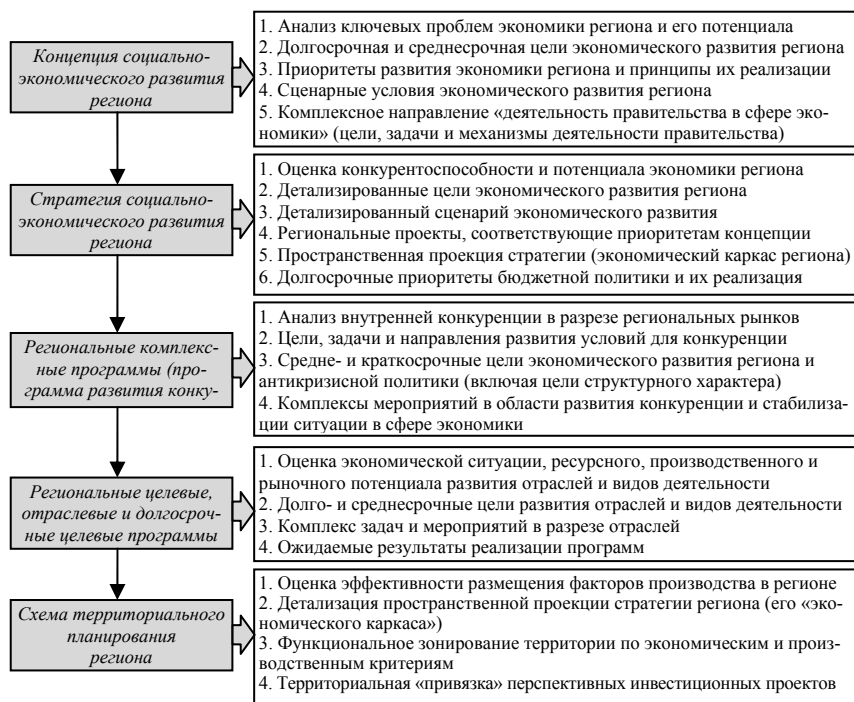 Концепция социально-
экономического развития
региона
1. Анализ ключевых проблем экономики региона и его потенциала
2. Долгосрочная и среднесрочная цели экономического развития региона
3. Приоритеты развития экономики региона и принципы их реализации
4. Сценарные условия экономического развития региона
5. Комплексное направление «деятельность правительства в сфере эко-
номики» (цели, задачи и механизмы деятельности правительства)
Стратегия социально-
экономического развития
региона
1. Оценка конкурентоспособности и потенциала экономики региона
2. Детализированные цели экономического развития региона
3. Детализированный сценарий экономического развития
4. Региональные проекты, соответствующие приоритетам концепции
5. Пространственная проекция стратегии (экономический каркас региона)
6. Долгосрочные приоритеты бюджетной политики и их реализация
Региональные комплекс-
ные программы (про-
грамма развития конку-
1. Анализ внутренней конкуренции в разрезе региональных рынков
2. Цели, задачи и направления развития условий для конкуренции
3. Средне- и краткосрочные цели экономического развития региона и
антикризисной политики (включая цели структурного характера)
4. Комплексы мероприятий в области развития конкуренции и стабилиза-
ции ситуации в сфере экономики
Региональные целевые,
отраслевые и долгосроч-
ные целевые программы
1. Оценка экономической ситуации, ресурсного, производственного и
рыночного потенциала развития отраслей и видов деятельности
2. Долго- и среднесрочные цели развития отраслей и видов деятельности
3. Комплекс задач и мероприятий в разрезе отраслей
4. Ожидаемые результаты реализации программ
Схема территориального
планирования
региона
1. Оценка эффективности размещения факторов производства в регионе
2. Детализация пространственной проекции стратегии региона (его «эко-
номического каркаса»)
3. Функциональное зонирование территории по экономическим и произ-
водственным критериям
4. Территориальная «привязка» перспективных инвестиционных проектов